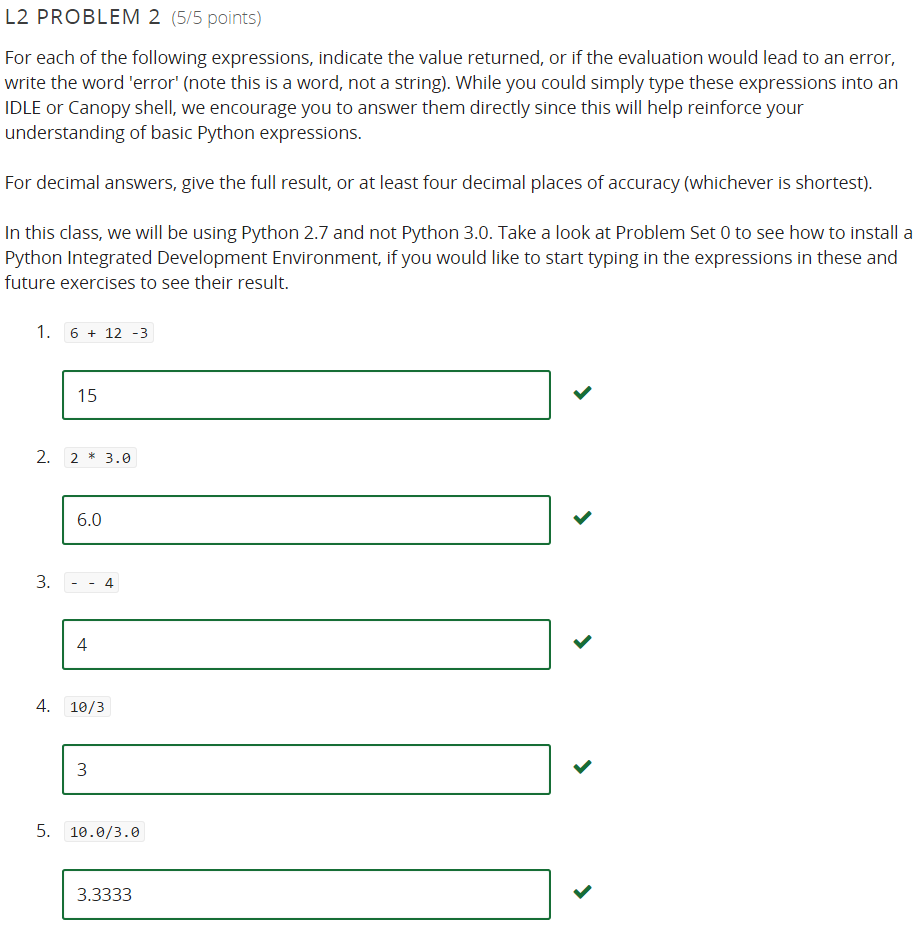 L2 PROBLEM 2 (5/5 points)
For each of the following expressions, indicate the value returned, or if the evaluation would lead to an error,
write the word 'error' (note this is a word, not a string). While you could simply type these expressions into an
IDLE or Canopy shell, we encourage you to answer them directly since this will help reinforce your
understanding of basic Python expressions.
For decimal answers, give the full result, or at least four decimal places of accuracy (whichever is shortest).
In this class, we will be using Python 2.7 and not Python 3.0. Take a look at Problem Set 0 to see how to install a
Python Integrated Development Environment, if you would like to start typing in the expressions in these and
future exercises to see their result.
1. 6 + 12 -3
15
2. 2 * 3.0
6.0
3. - - 4
4
4. 10/3
3
5. 10.0/3.0
3.3333